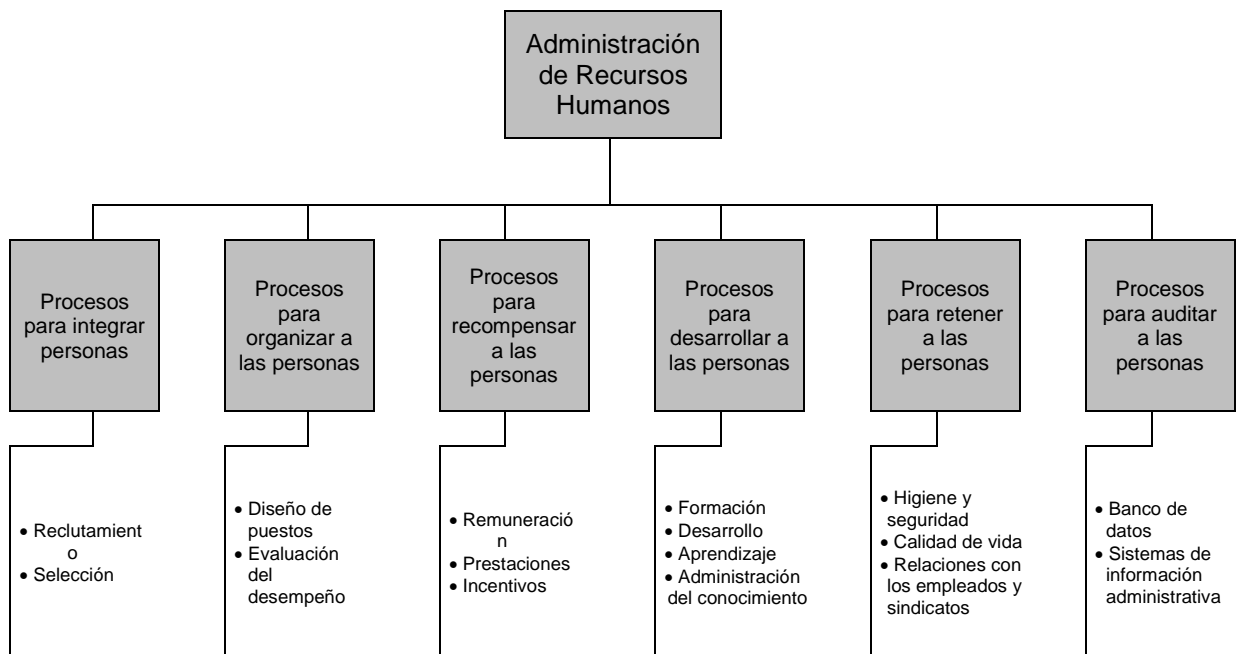 Administración
de Recursos
Humanos
Procesos
para integrar
personas
Procesos
para
organizar a
las personas
Procesos
para
recompensar
a las
personas
Procesos
para
desarrollar a
las personas
Procesos
para retener
a las
personas
Procesos
para auditar
a las
personas
• Reclutamient
o
• Selección
• Diseño de
puestos
• Evaluación
del
desempeño
• Remuneració
n
• Prestaciones
• Incentivos
• Formación
• Desarrollo
• Aprendizaje
• Administración
del conocimiento
• Higiene y
seguridad
• Calidad de vida
• Relaciones con
los empleados y
sindicatos
• Banco de
datos
• Sistemas de
información
administrativa